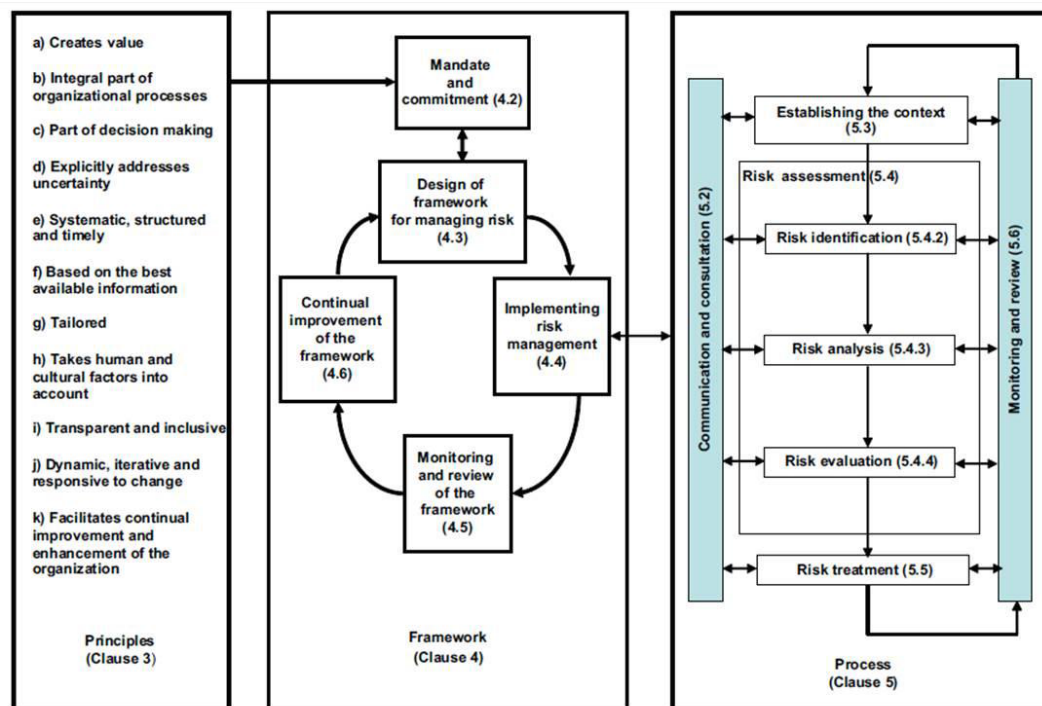 a) Creates value
b) Integral part of
organizational processes
c) Part of decision making
d) Explicitly addresses
uncertainty
e) Systematic, structured
and timely
f) Based on the best
available information
g) Tailored
h) Takes human and
cultural factors into
account
i) Transparent and inclusive
j) Dynamic, iterative and
responsive to change
k) Facilitates continual
improvement and
enhancement of the
organization
Principles
(Clause 3)
Mandate
and
commitment (4.2)
Design of
framework
for managing risk
(4.3)
Implementing
risk
management
(4.4)
Monitoring
and review
of the
framework
(4.5)
Continual
improvement
of the
framework
(4.6)
Framework
(Clause 4)
Communication and consultation (5.2)
Establishing the context
(5.3)
Risk assessment (5.4)
Risk identification (5.4.2)
Risk analysis (5.4.3)
Risk evaluation (5.4.4)
Risk treatment (5.5)
Monitoring and review (5.6)
Process
(Clause 5)